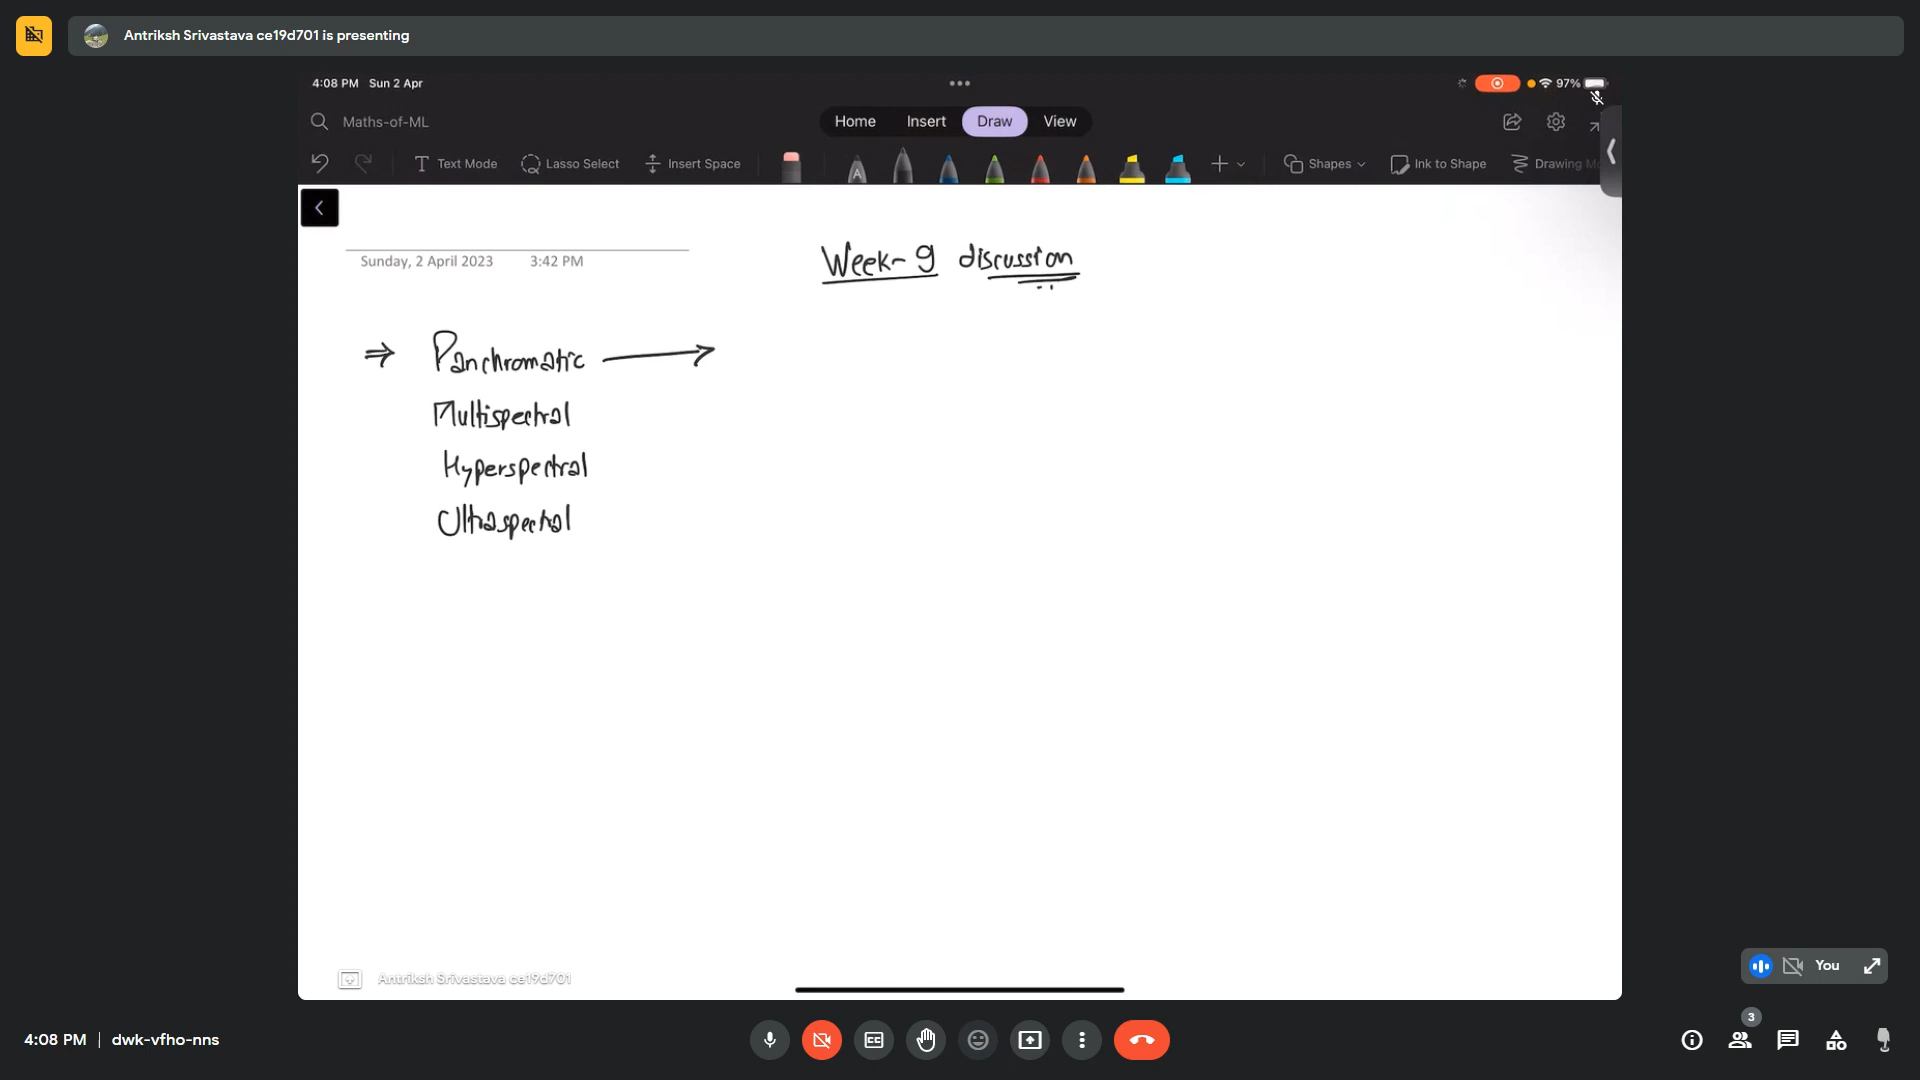 Antriksh Srivastava ce19d701 is presenting
4:08 PM Sun 2 Apr
97%
Maths-of-ML
Home Insert Draw View
Text Mode Lasso Select Insert Space A Shapes Ink to Shape Drawing
Week-9 discussion
Sunday, 2 April 2023 3:42 PM
⇒ Panchromatic →
Multispectral
Hyperspectral
Ultraspectral
Antriksh Srivastava ce19d701
You
3
4:08 PM | dwk-vfho-nns
CC